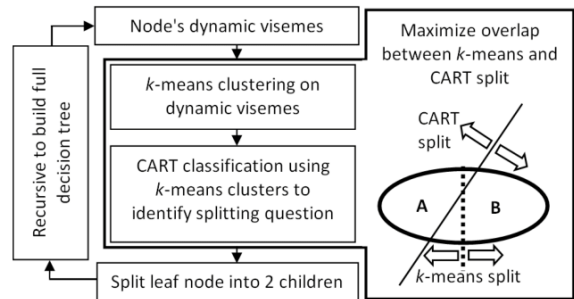 Node's dynamic visemes
k-means clustering on
dynamic visemes
CART classification using
k-means clusters to
identify splitting question
Split leaf node into 2 children
Recursive to build full
decision tree
Maximize overlap
between k-means and
CART split
CART
split
A
B
k-means split